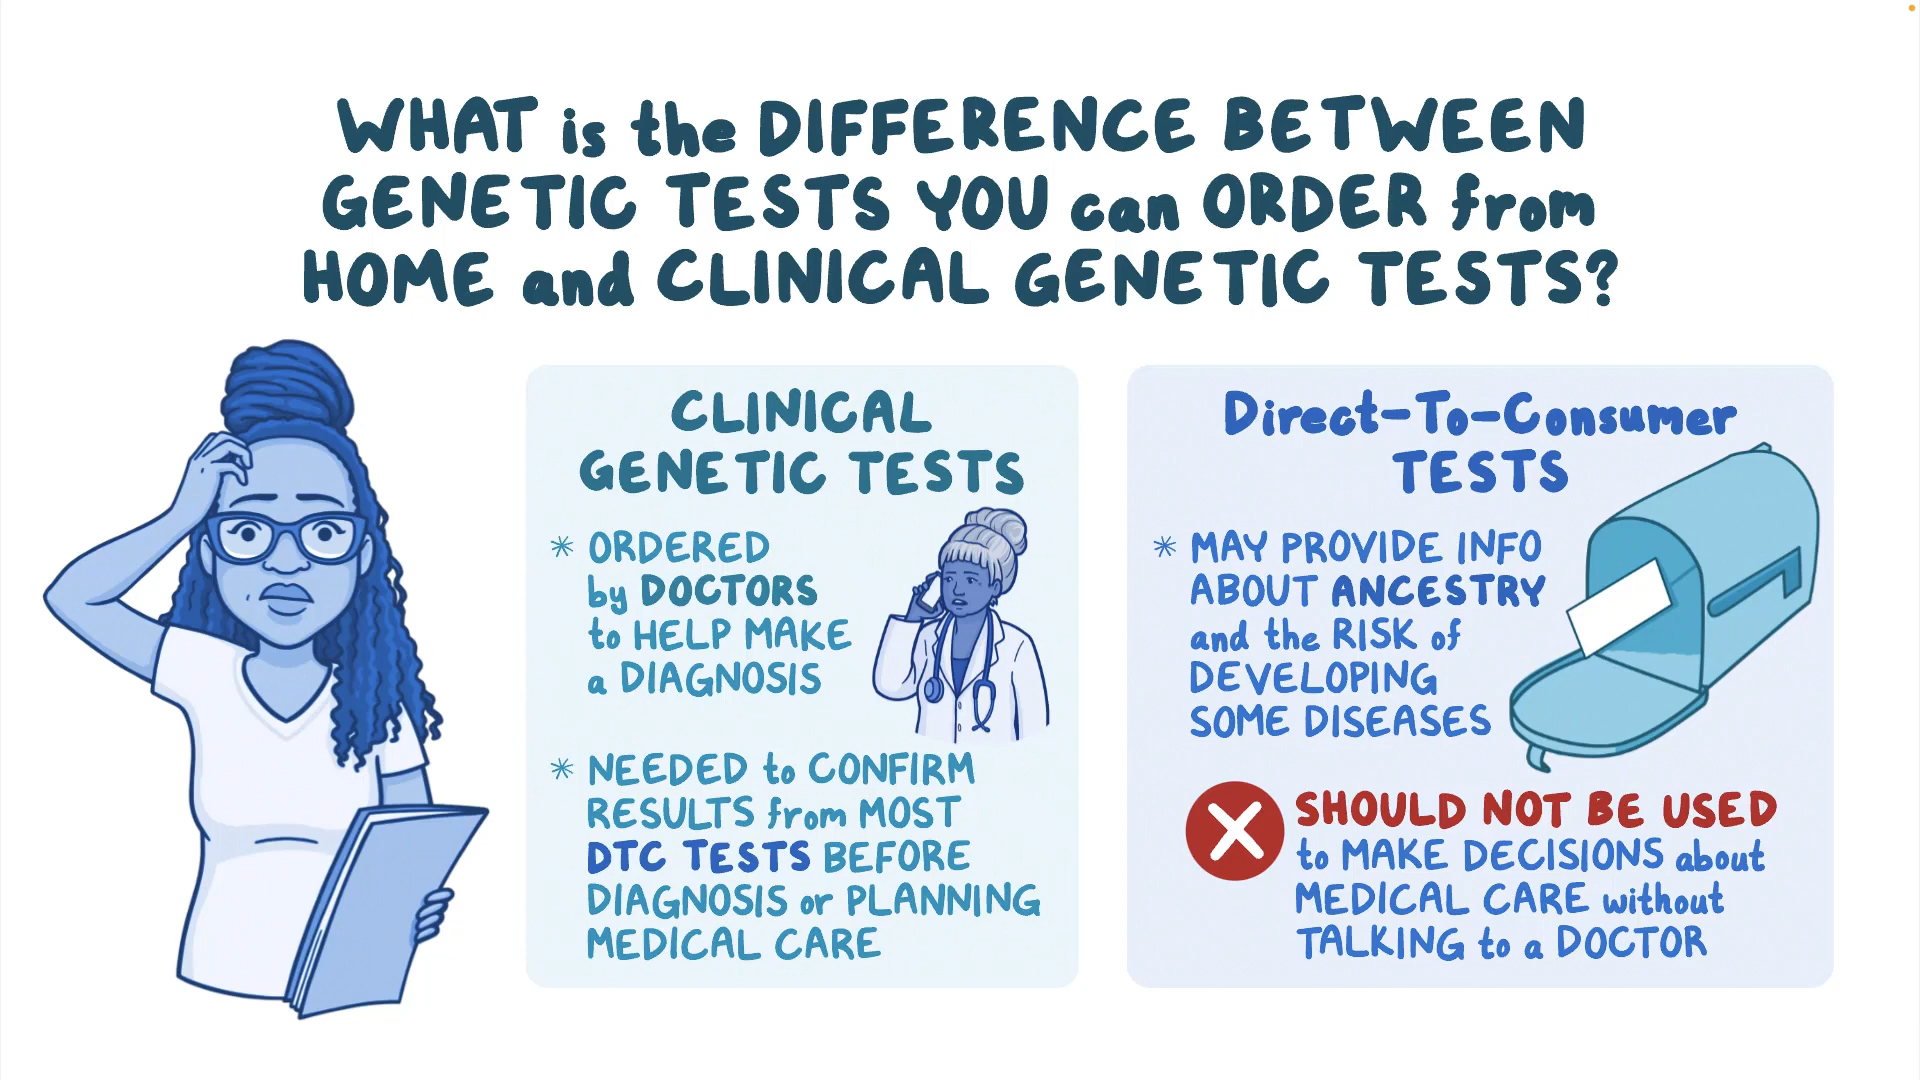 WHAT is the DIFFERENCE BETWEEN
GENETIC TESTS YOU can ORDER from
HOME and CLINICAL GENETIC TESTS?
CLINICAL
GENETIC TESTS
* ORDERED
by DOCTORS
to HELP MAKE
a DIAGNOSIS
* NEEDED to CONFIRM
RESULTS from MOST
DTC TESTS BEFORE
DIAGNOSIS or PLANNING
MEDICAL CARE
Direct-To-Consumer
TESTS
* MAY PROVIDE INFO
ABOUT ANCESTRY
and the RISK of
DEVELOPING
SOME DISEASES
SHOULD NOT BE USED
to MAKE DECISIONS about
MEDICAL CARE without
TALKING to a DOCTOR